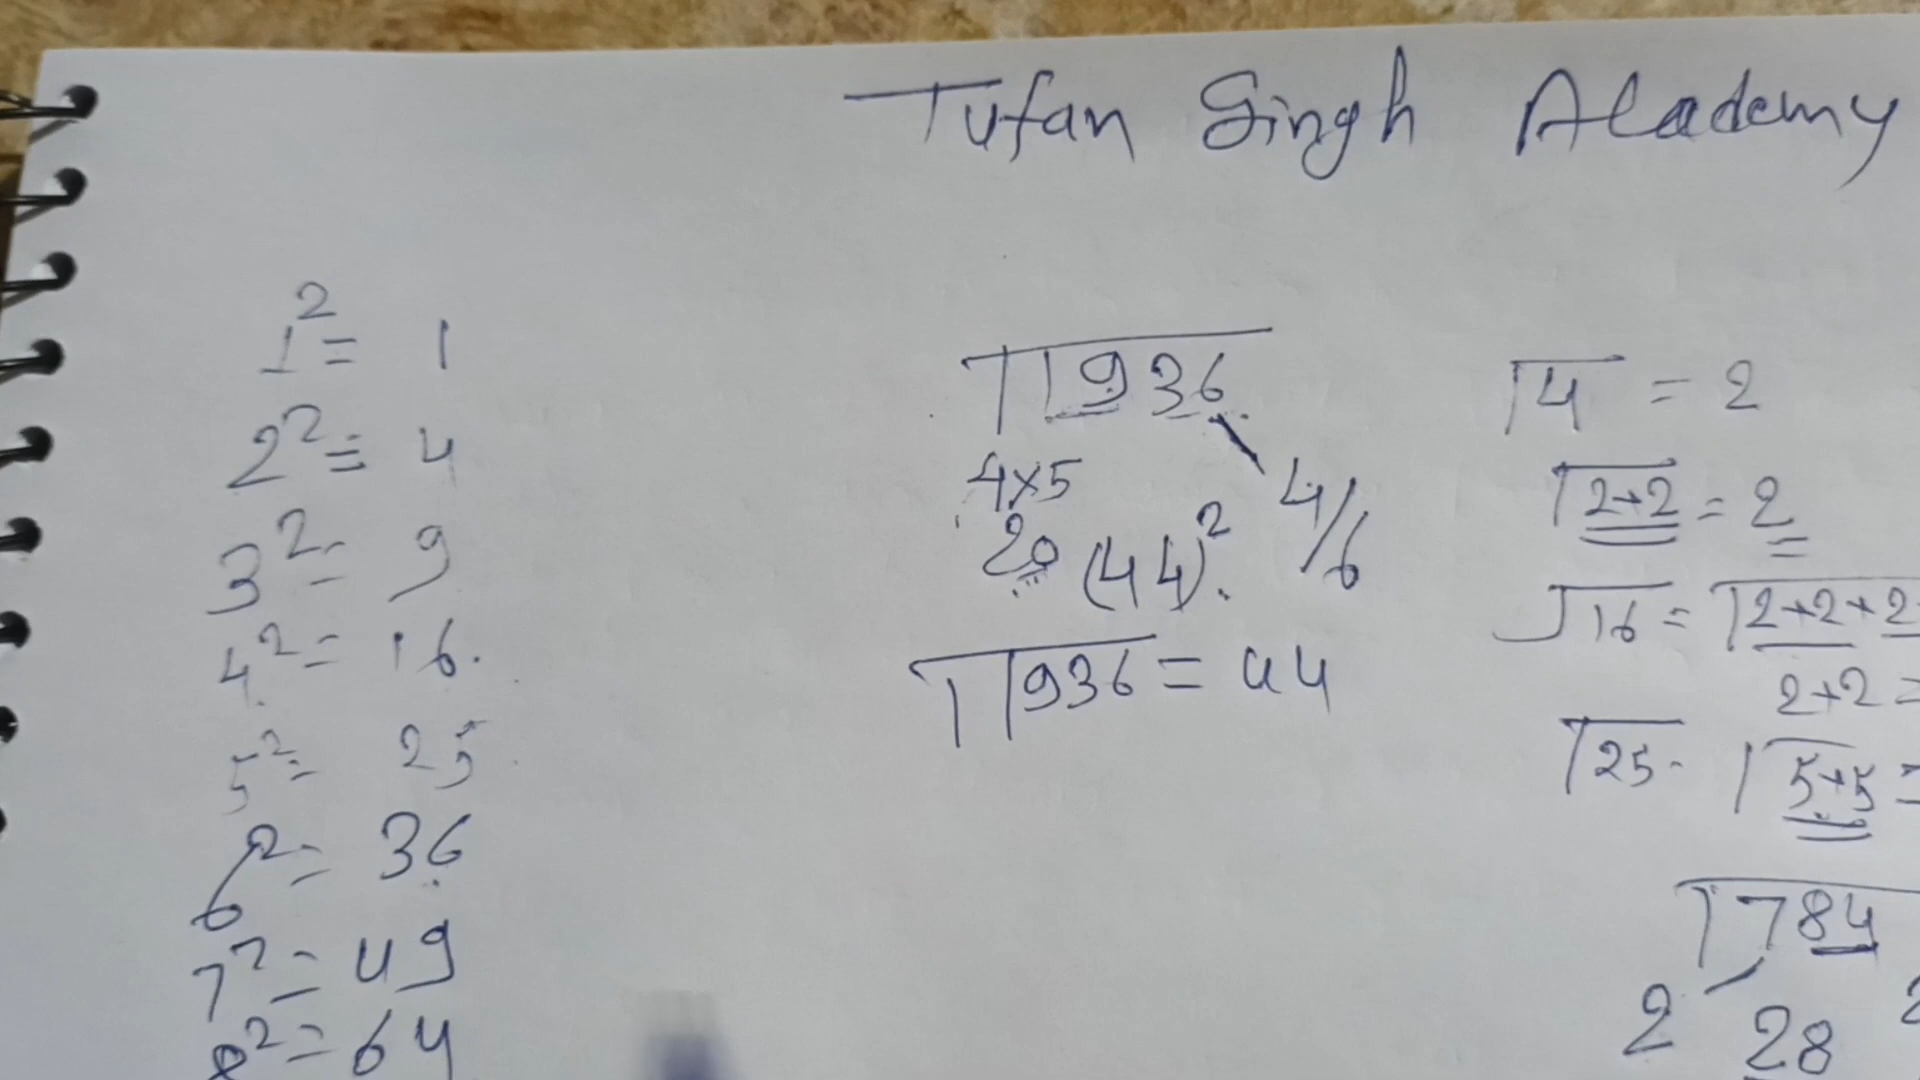 Tufan Singh Academy
1² = 1
2² = 4
3² = 9
4² = 16.
5² = 25
6² = 36
7² = 49
8² = 64
√1936
4×5
4/6
20 (44)².
√1936 = 44
√4 = 2
√2×2 = 2
√16 = √2×2×2
2×2 =
√25 - √5×5 =
√784
2 28 2